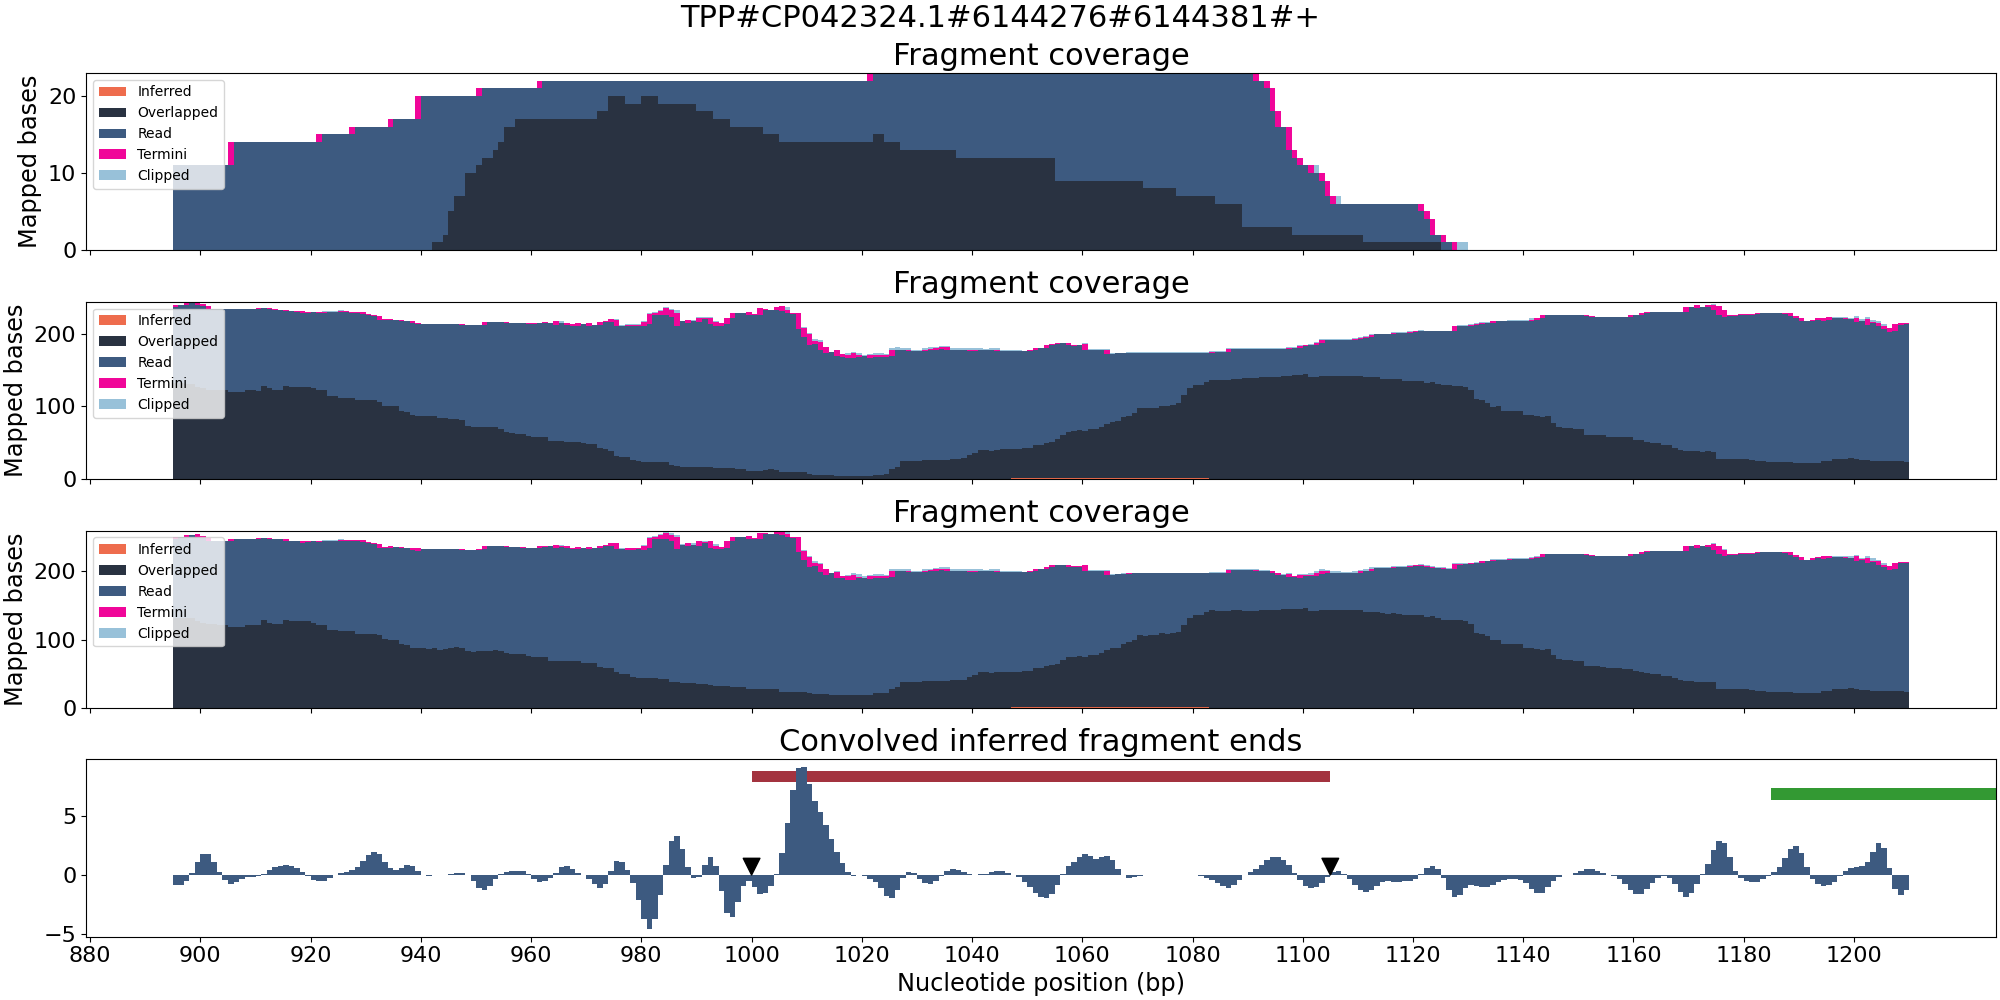 TPP#CP042324.1#6144276#6144381#+
Fragment coverage
Mapped bases
20
10
0
Inferred
Overlapped
Read
Termini
Clipped
Fragment coverage
Mapped bases
200
100
0
Inferred
Overlapped
Read
Termini
Clipped
Fragment coverage
Mapped bases
200
100
0
Inferred
Overlapped
Read
Termini
Clipped
Convolved inferred fragment ends
5
0
−5
880 900 920 940 960 980 1000 1020 1040 1060 1080 1100 1120 1140 1160 1180 1200
Nucleotide position (bp)